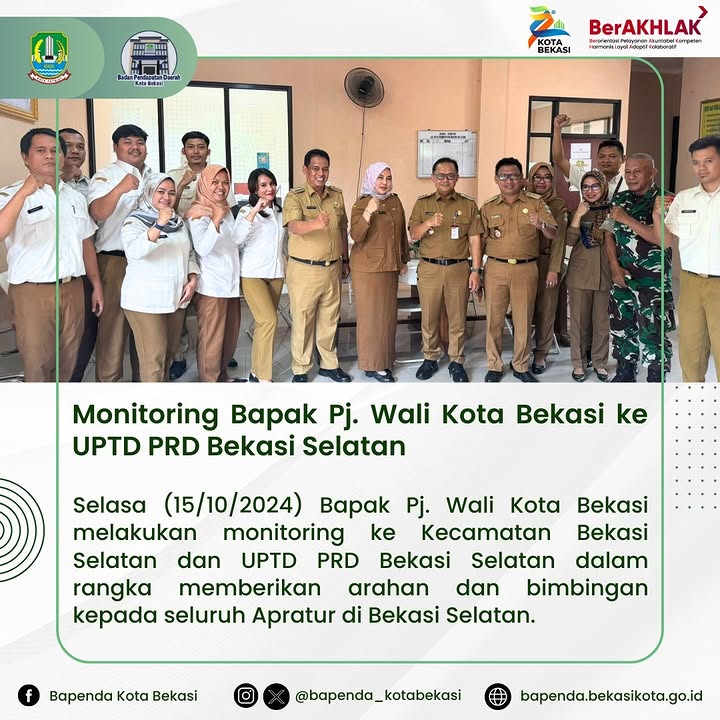 Badan Pendapatan Daerah
Kota Bekasi
KOTA
BEKASI
BerAKHLAK
Berorientasi Pelayanan Akuntabel Kompeten
Harmonis Loyal Adaptif Kolaboratif
Monitoring Bapak Pj. Wali Kota Bekasi ke
UPTD PRD Bekasi Selatan
Selasa (15/10/2024) Bapak Pj. Wali Kota Bekasi
melakukan monitoring ke Kecamatan Bekasi
Selatan dan UPTD PRD Bekasi Selatan dalam
rangka memberikan arahan dan bimbingan
kepada seluruh Apratur di Bekasi Selatan.
Bapenda Kota Bekasi
@bapenda_kotabekasi
bapenda.bekasikota.go.id